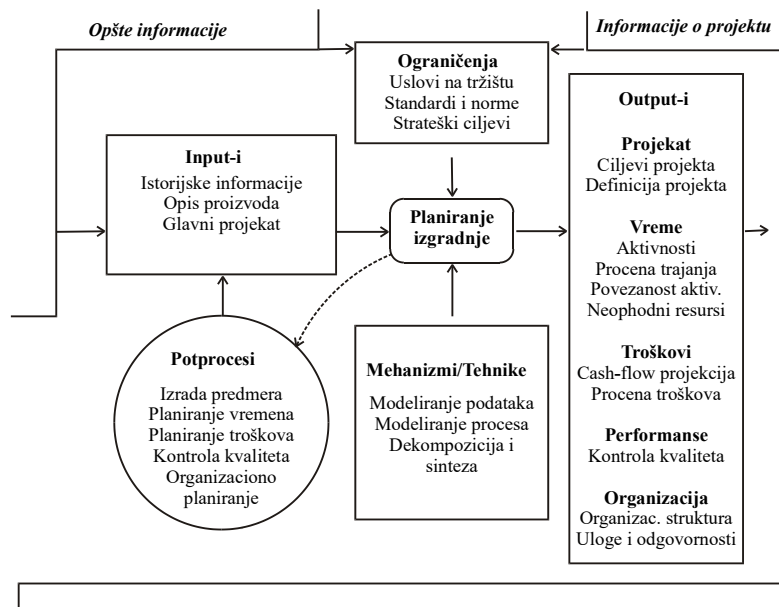 Opšte informacije
Informacije o projektu
Ograničenja
Uslovi na tržištu
Standardi i norme
Strateški ciljevi
Input-i
Istorijske informacije
Opis proizvoda
Glavni projekat
Planiranje
izgradnje
Potprocesi
Izrada predmera
Planiranje vremena
Planiranje troškova
Kontrola kvaliteta
Organizaciono
planiranje
Mehanizmi/Tehnike
Modeliranje podataka
Modeliranje procesa
Dekompozicija i
sinteza
Output-i
Projekat
Ciljevi projekta
Definicija projekta
Vreme
Aktivnosti
Procena trajanja
Povezanost aktiv.
Neophodni resursi
Troškovi
Cash-flow projekcija
Procena troškova
Performanse
Kontrola kvaliteta
Organizacija
Organizac. struktura
Uloge i odgovornosti